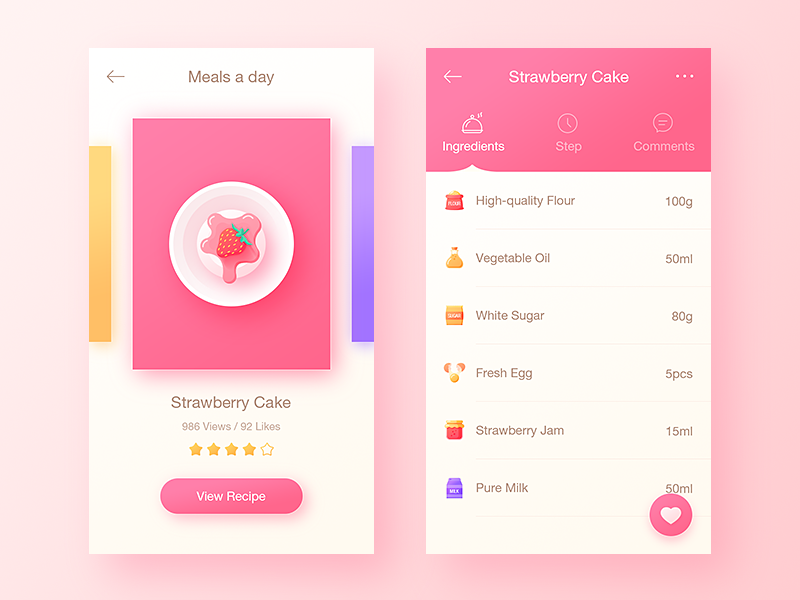 Meals a day
Strawberry Cake
986 Views / 92 Likes
View Recipe
Strawberry Cake
Ingredients Step Comments
FLOUR
High-quality Flour 100g
Vegetable Oil 50ml
SUGAR
White Sugar 80g
Fresh Egg 5pcs
Strawberry Jam 15ml
MILK
Pure Milk 50ml